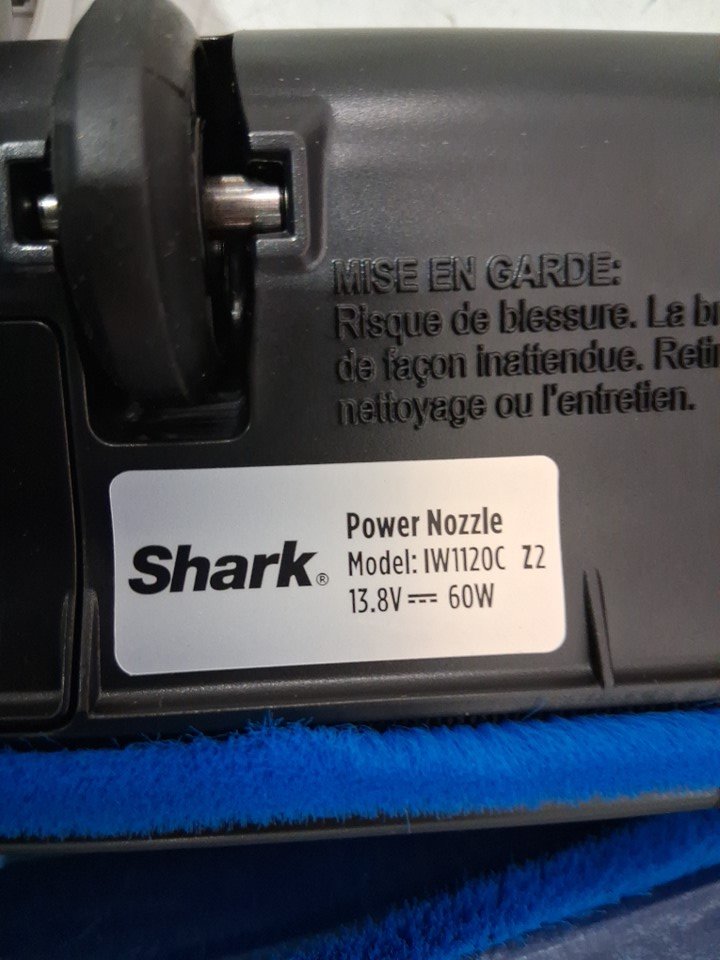 MISE EN GARDE:
Risque de blessure. La
de façon inattendue.
nettoyage ou l'entretien.
Shark®
Power Nozzle
Model: IW1120C Z2
13.8V⎓ 60W